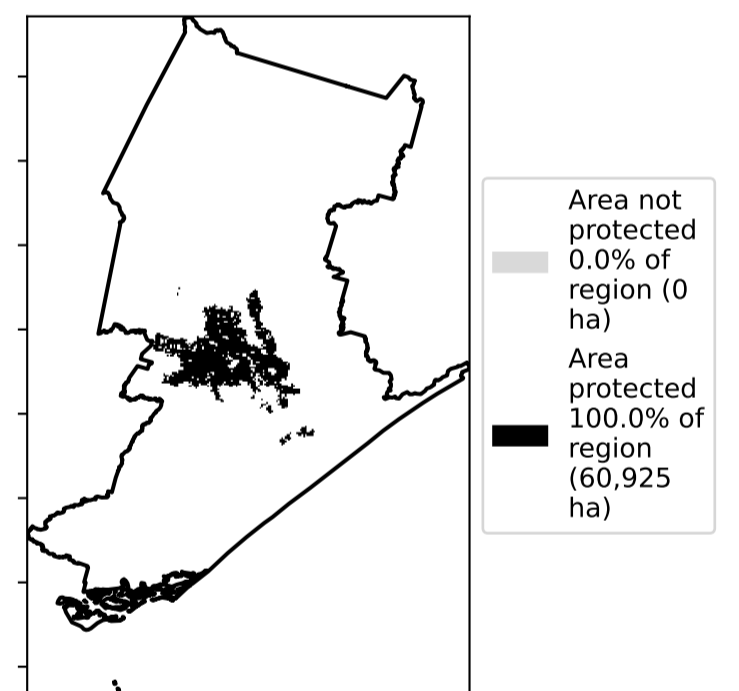 Area not
protected
0.0% of
region (0
ha)
Area
protected
100.0% of
region
(60,925
ha)